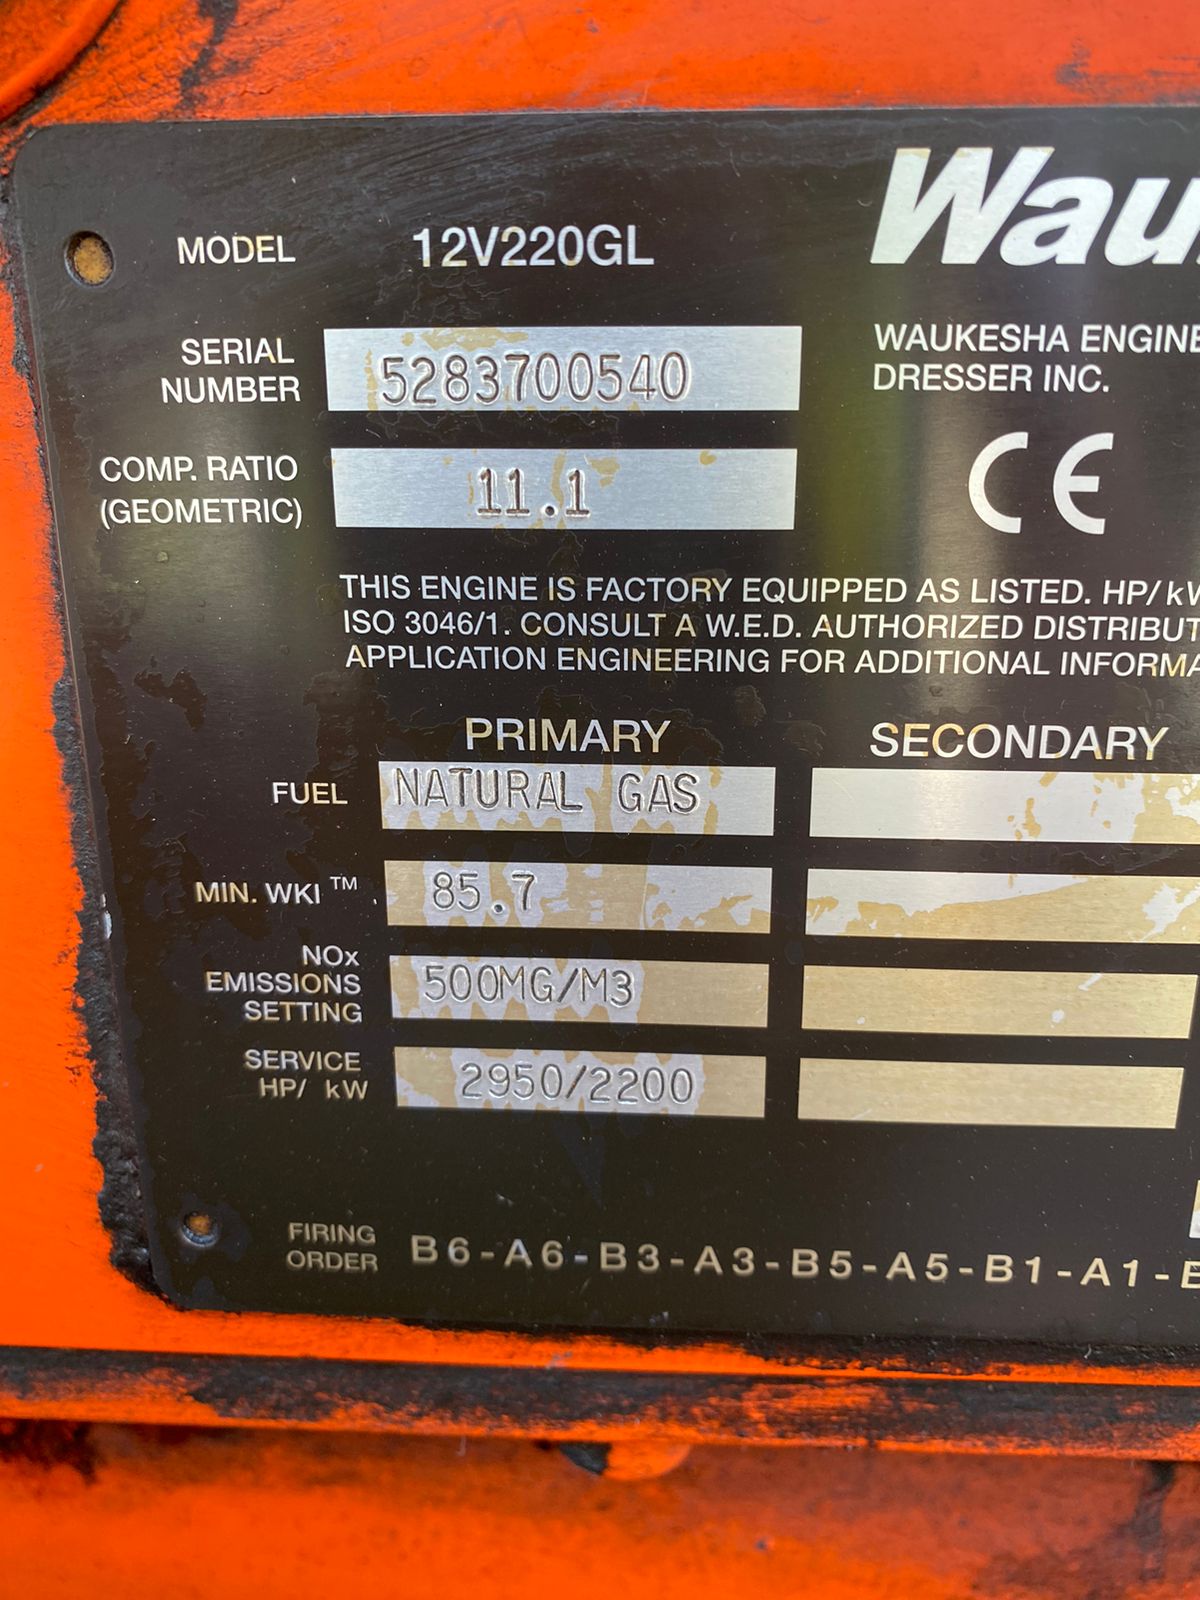 MODEL 12V220GL
Wau
SERIAL
NUMBER 5283700540
WAUKESHA ENGINE
DRESSER INC.
COMP. RATIO
(GEOMETRIC) 11.1
CE
THIS ENGINE IS FACTORY EQUIPPED AS LISTED. HP/kW
ISO 3046/1. CONSULT A W.E.D. AUTHORIZED DISTRIBUT
APPLICATION ENGINEERING FOR ADDITIONAL INFORMA
PRIMARY SECONDARY
FUEL NATURAL GAS
MIN. WKI™ 85.7
NOx
EMISSIONS
SETTING 500MG/M3
SERVICE
HP/ kW 2950/2200
FIRING
ORDER B6-A6-B3-A3-B5-A5-B1-A1-